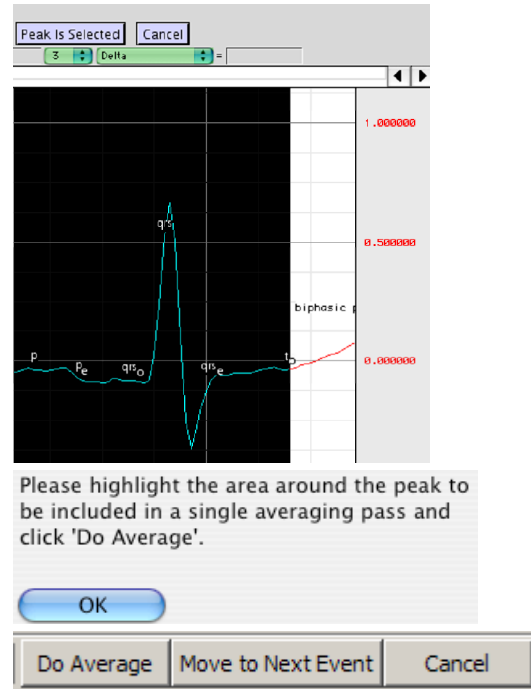 Peak Is Selected Cancel
3 Delta =
1.000000
qrs
0.500000
biphasic p
p pe qrso qrse t
0.000000
Please highlight the area around the peak to
be included in a single averaging pass and
click 'Do Average'.
OK
Do Average Move to Next Event Cancel